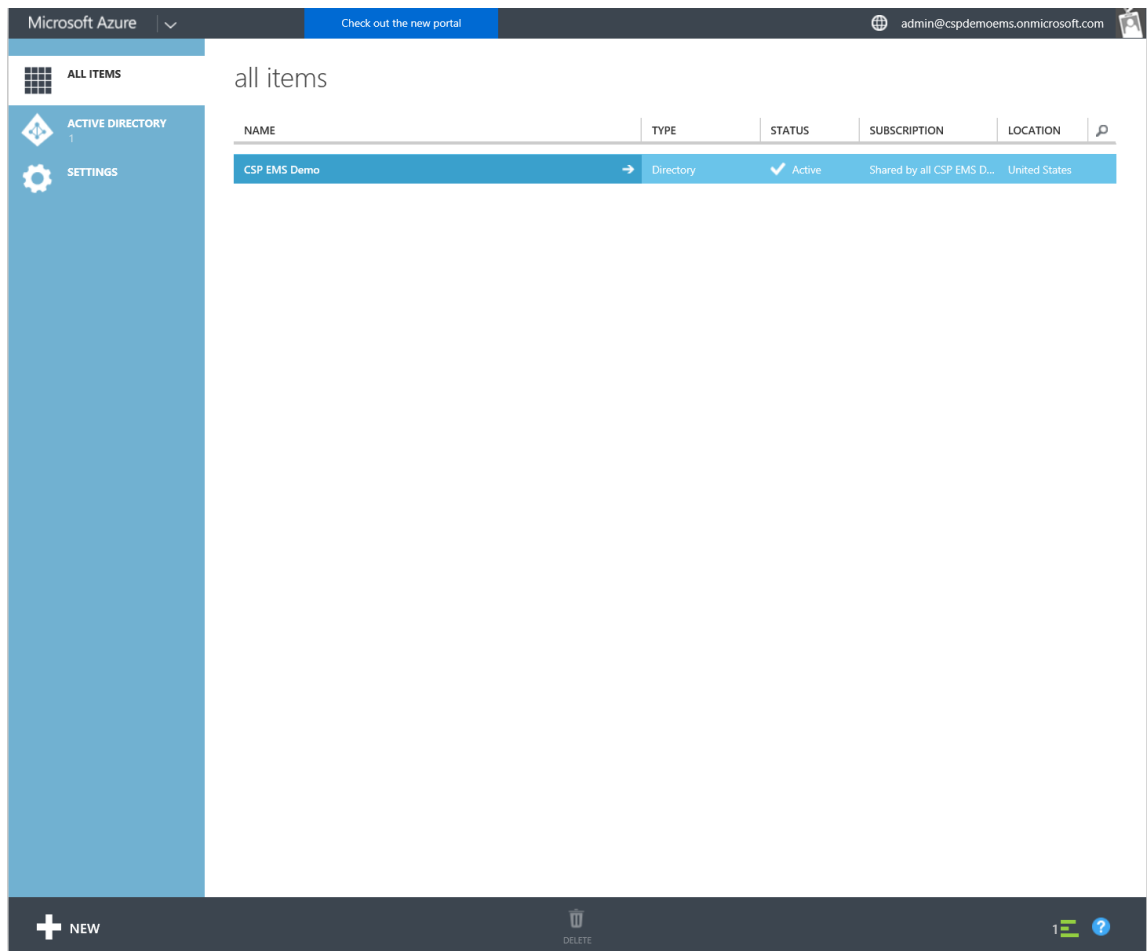 Microsoft Azure Check out the new portal admin@cspdemoems.onmicrosoft.com
ALL ITEMS
ACTIVE DIRECTORY
1
SETTINGS
all items
NAME TYPE STATUS SUBSCRIPTION LOCATION
CSP EMS Demo Directory Active Shared by all CSP EMS D... United States
NEW
DELETE
1
?